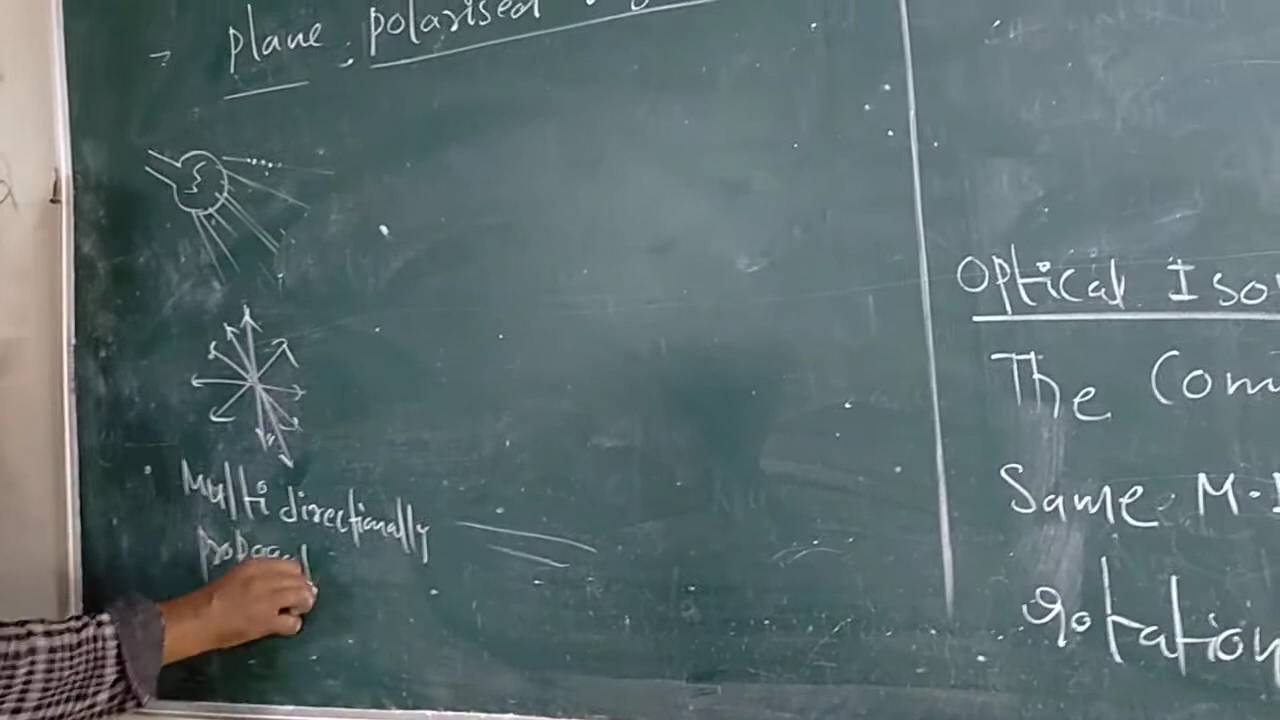 → plane polarised
Multi directionally
Optical Iso
The Com
Same M.
rotation